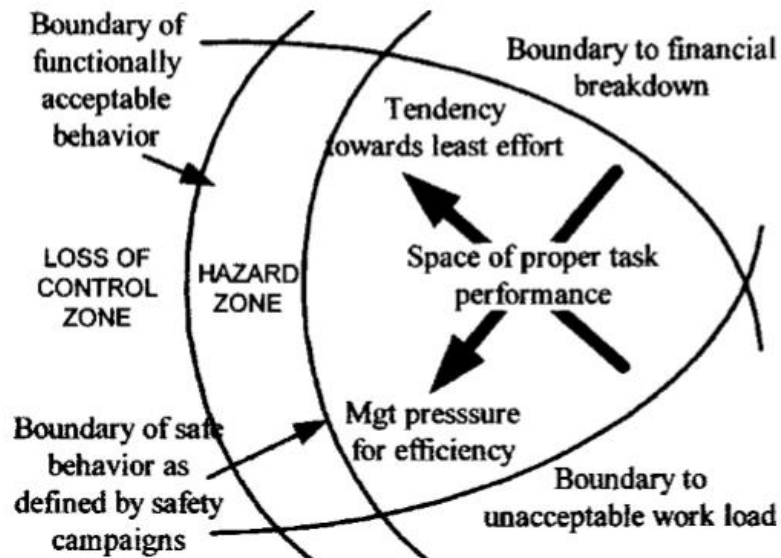 Boundary of
functionally
acceptable
behavior
Boundary to financial
breakdown
Tendency
towards least effort
LOSS OF
CONTROL
ZONE
HAZARD
ZONE
Space of proper task
performance
Mgt presssure
for efficiency
Boundary of safe
behavior as
defined by safety
campaigns
Boundary to
unacceptable work load